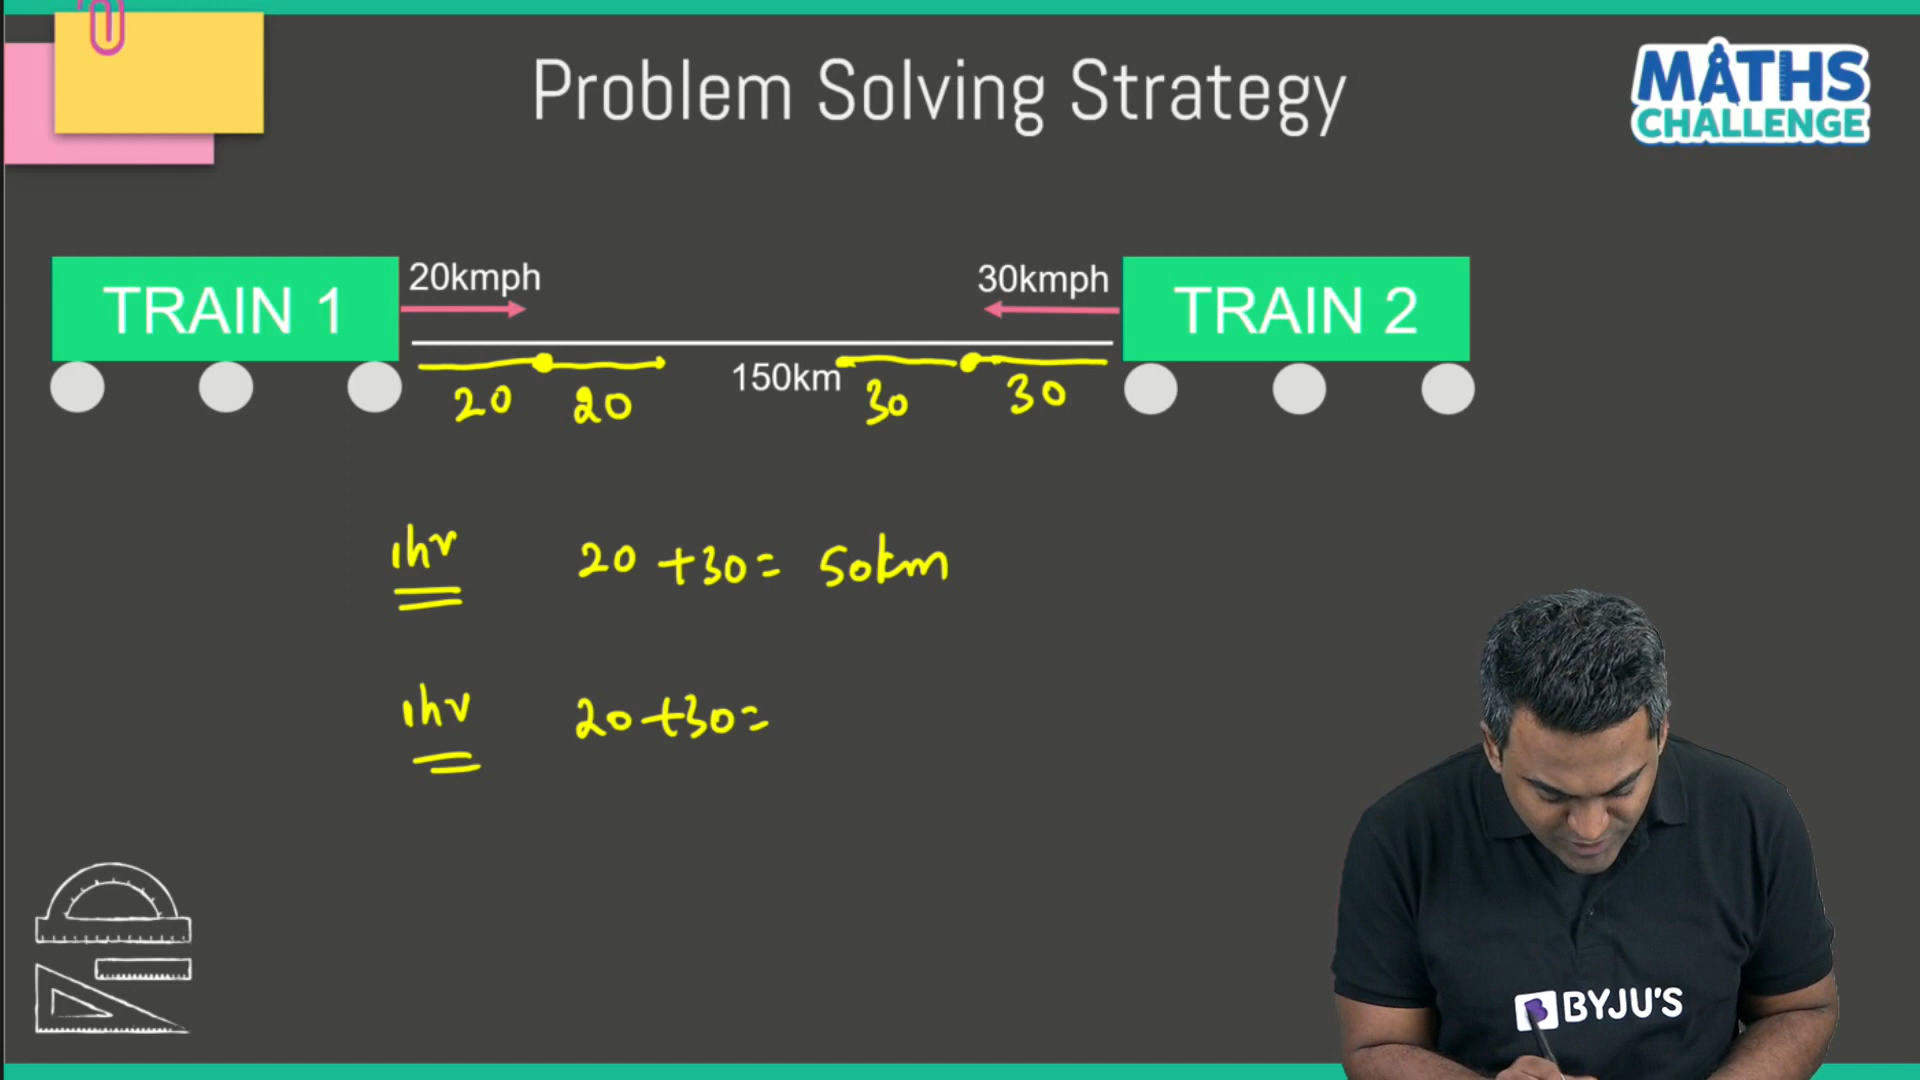 Problem Solving Strategy
MATHS
CHALLENGE
TRAIN 1
20kmph
30kmph
TRAIN 2
150km
20
20
30
30
1hr
20 +30= 50km
1hr
20+30=
B BYJU'S